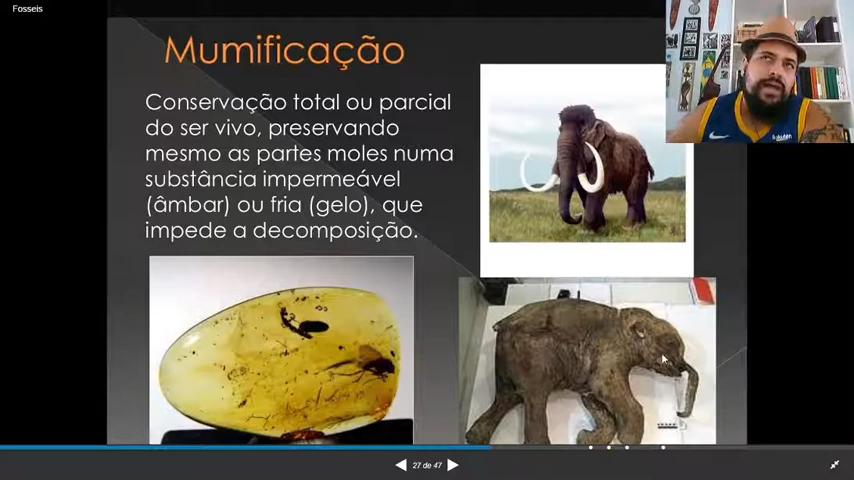 Fosseis
Mumificação
Conservação total ou parcial
do ser vivo, preservando
mesmo as partes moles numa
substância impermeável
(âmbar) ou fria (gelo), que
impede a decomposição.
Rakuten
27 de 47